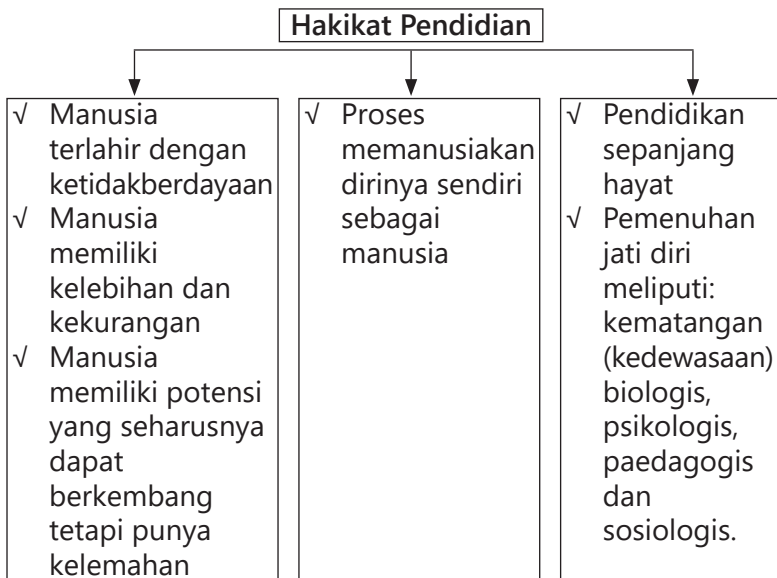 Hakikat Pendidian
√ Manusia
terlahir dengan
ketidakberdayaan
√ Manusia
memiliki
kelebihan dan
kekurangan
√ Manusia
memiliki potensi
yang seharusnya
dapat
berkembang
tetapi punya
kelemahan
√ Proses
memanusiakan
dirinya sendiri
sebagai
manusia
√ Pendidikan
sepanjang
hayat
√ Pemenuhan
jati diri
meliputi:
kematangan
(kedewasaan)
biologis,
psikologis,
paedagogis
dan
sosiologis.